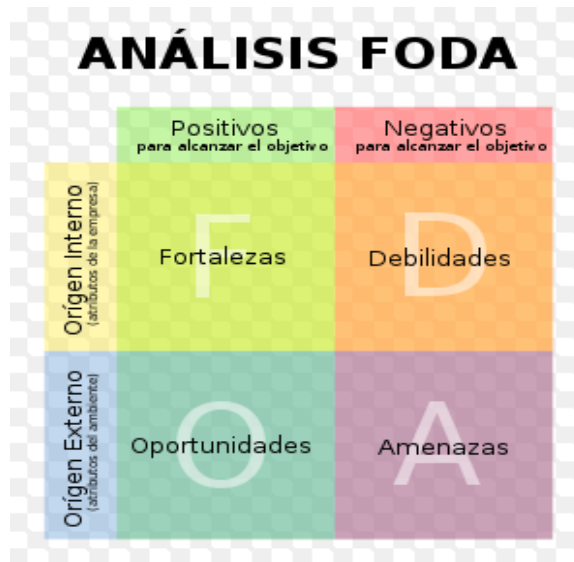 ANÁLISIS FODA
Positivos
para alcanzar el objetivo
Negativos
para alcanzar el objetivo
Orígen Interno
(atributos de la empresa)
F
Fortalezas
D
Debilidades
Orígen Externo
(atributos del ambiente)
O
Oportunidades
A
Amenazas